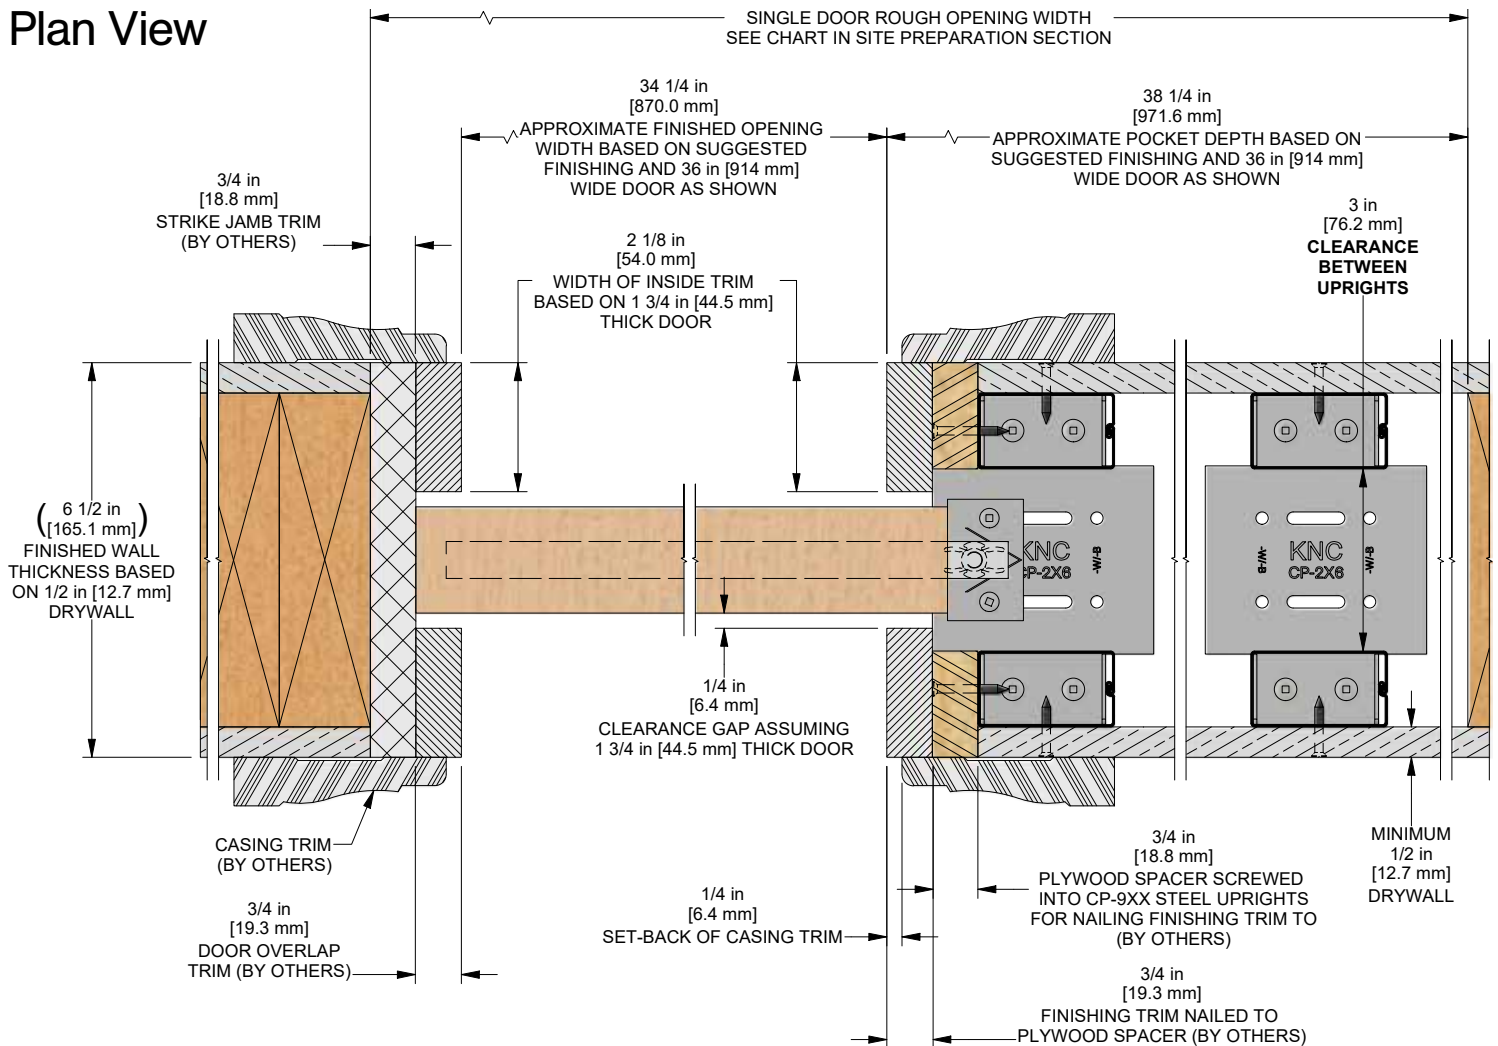 Plan View
SINGLE DOOR ROUGH OPENING WIDTH
SEE CHART IN SITE PREPARATION SECTION
34 1/4 in
[870.0 mm]
APPROXIMATE FINISHED OPENING
WIDTH BASED ON SUGGESTED
FINISHING AND 36 in [914 mm]
WIDE DOOR AS SHOWN
38 1/4 in
[971.6 mm]
APPROXIMATE POCKET DEPTH BASED ON
SUGGESTED FINISHING AND 36 in [914 mm]
WIDE DOOR AS SHOWN
3/4 in
[18.8 mm]
STRIKE JAMB TRIM
(BY OTHERS)
2 1/8 in
[54.0 mm]
WIDTH OF INSIDE TRIM
BASED ON 1 3/4 in [44.5 mm]
THICK DOOR
3 in
[76.2 mm]
CLEARANCE
BETWEEN
UPRIGHTS
(6 1/2 in
[165.1 mm])
FINISHED WALL
THICKNESS BASED
ON 1/2 in [12.7 mm]
DRYWALL
KNC
CP-2X6
-W/-B
-W/-B
KNC
CP-2X6
-W/-B
1/4 in
[6.4 mm]
CLEARANCE GAP ASSUMING
1 3/4 in [44.5 mm] THICK DOOR
CASING TRIM
(BY OTHERS)
3/4 in
[19.3 mm]
DOOR OVERLAP
TRIM (BY OTHERS)
1/4 in
[6.4 mm]
SET-BACK OF CASING TRIM
3/4 in
[18.8 mm]
PLYWOOD SPACER SCREWED
INTO CP-9XX STEEL UPRIGHTS
FOR NAILING FINISHING TRIM TO
(BY OTHERS)
MINIMUM
1/2 in
[12.7 mm]
DRYWALL
3/4 in
[19.3 mm]
FINISHING TRIM NAILED TO
PLYWOOD SPACER (BY OTHERS)